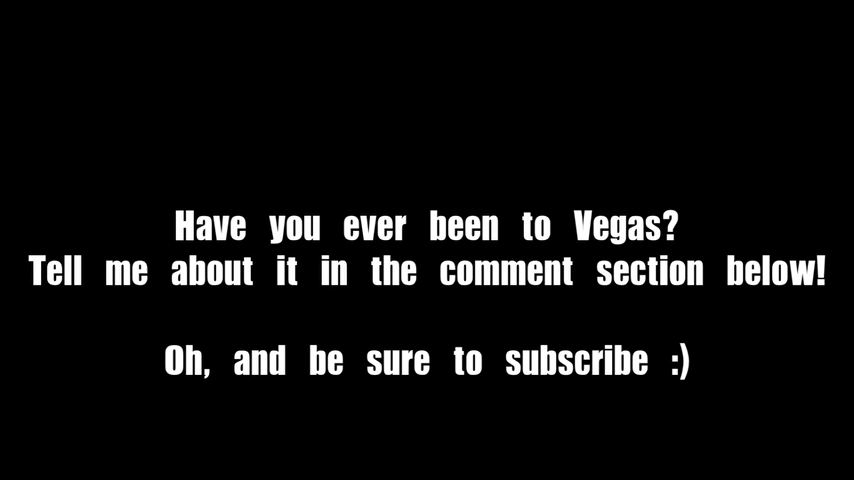 Have you ever been to Vegas?
Tell me about it in the comment section below!
Oh, and be sure to subscribe :)